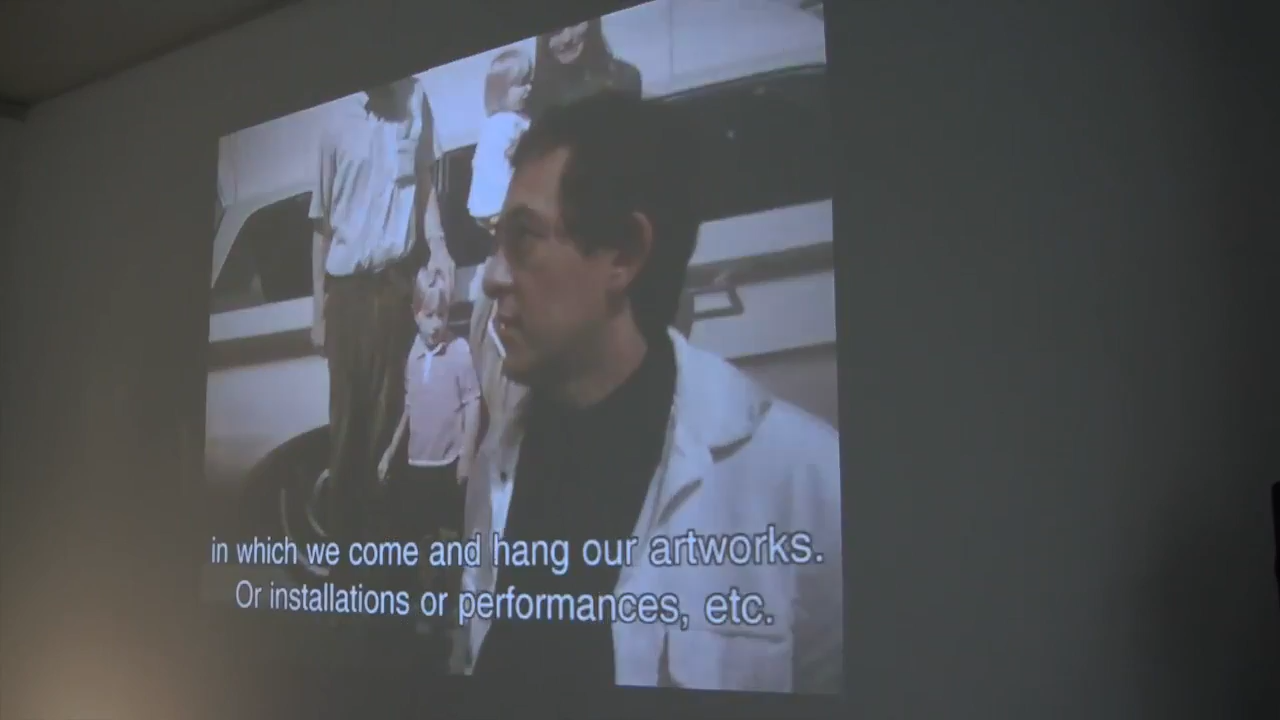 in which we come and hang our artworks.
Or installations or performances, etc.